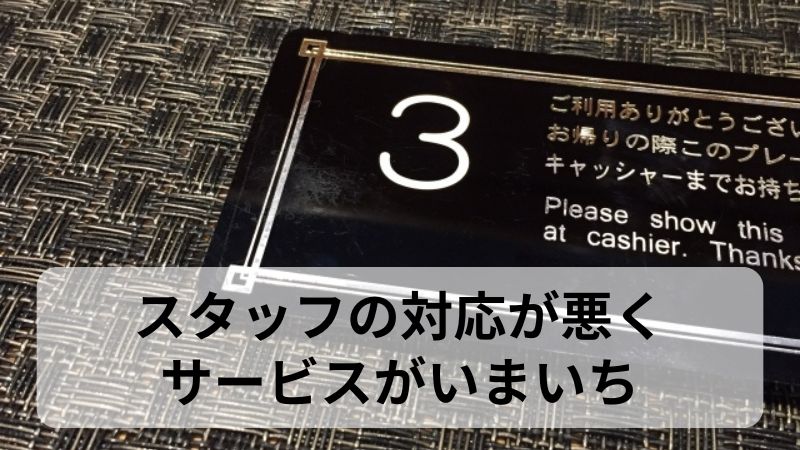 3
ご利用ありがとうござい
お帰りの際このプレー
キャッシャーまでお持ち
Please show this
at cashier. Thanks
スタッフの対応が悪く
サービスがいまいち